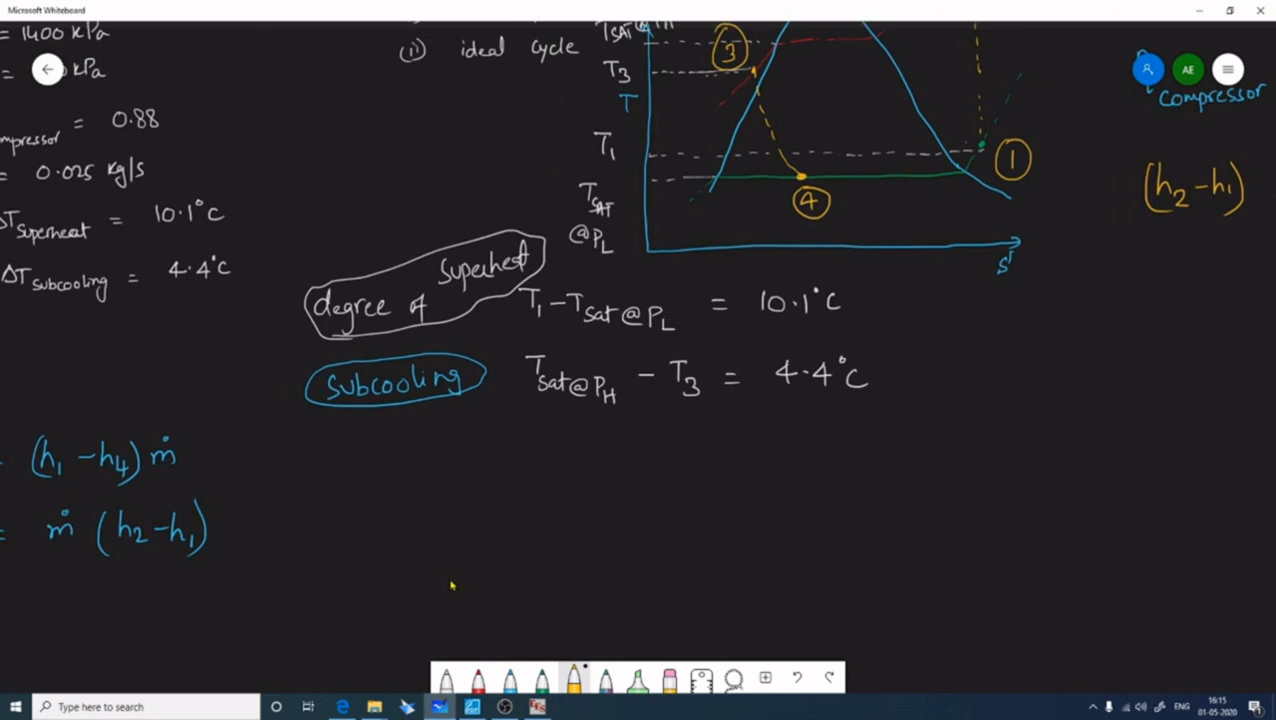 Microsoft Whiteboard
= 1400 kPa
= kPa
mpressor = 0.88
= 0.025 kg/s
ΔT Superheat = 10.1°C
ΔT Subcooling = 4.4°C
(h1 - h4) ṁ
= ṁ (h2 - h1)
(i) ideal cycle
3
T3
T
T1
TSAT
@PL
4
1
S
AE
compressor
(h2 - h1)
degree of Superheat T1 - Tsat@PL = 10.1°C
Subcooling Tsat@PH - T3 = 4.4°C
Type here to search
ENG
16:15
01-05-2020